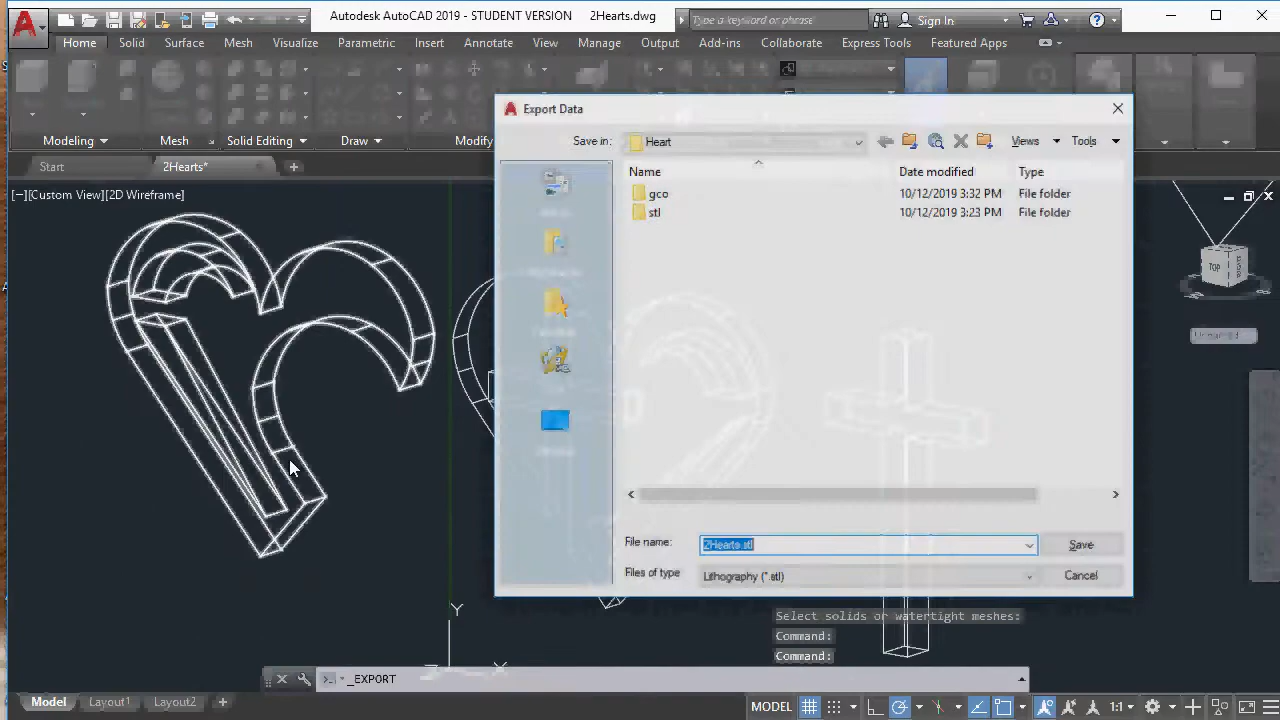 Autodesk AutoCAD 2019 - STUDENT VERSION 2Hearts.dwg
Type a keyword or phrase
Sign In
Home Solid Surface Mesh Visualize Parametric Insert Annotate View Manage Output Add-ins Collaborate Express Tools Featured Apps
Modeling Mesh Solid Editing Draw Modify
Start 2Hearts*
[−][Custom View][2D Wireframe]
Export Data
Save in: Heart Views Tools
Name Date modified Type
gco 10/12/2019 3:32 PM File folder
stl 10/12/2019 3:23 PM File folder
File name: 2Hearts.stl Save
Files of type Lithography (*.stl) Cancel
TOP
Y
Select solids or watertight meshes:
Command:
Command:
_EXPORT
Model Layout1 Layout2 +
MODEL 1:1